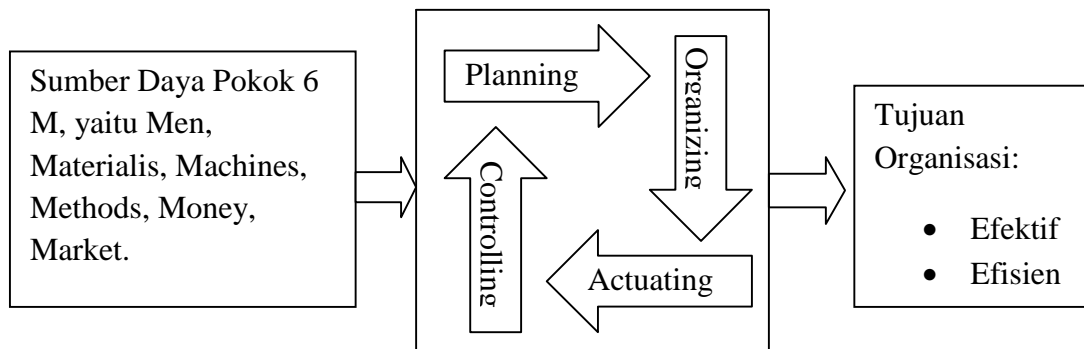 Sumber Daya Pokok 6
M, yaitu Men,
Materialis, Machines,
Methods, Money,
Market.
Planning
Organizing
Actuating
Controlling
Tujuan
Organisasi:
• Efektif
• Efisien